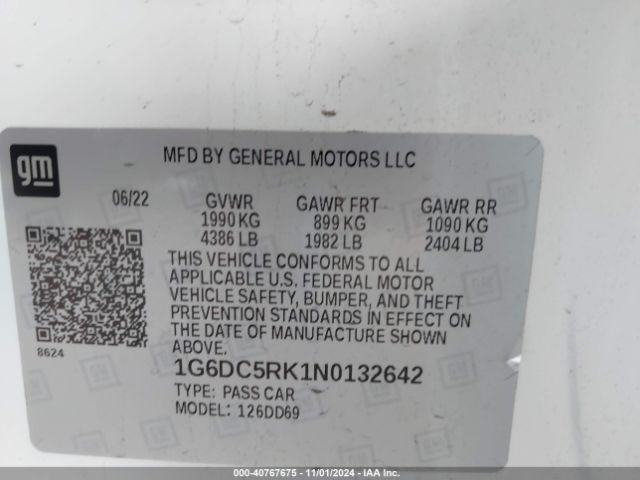 gm
MFD BY GENERAL MOTORS LLC
06/22 GVWR GAWR FRT GAWR RR
1990 KG 899 KG 1090 KG
4386 LB 1982 LB 2404 LB
THIS VEHICLE CONFORMS TO ALL
APPLICABLE U.S. FEDERAL MOTOR
VEHICLE SAFETY, BUMPER, AND THEFT
PREVENTION STANDARDS IN EFFECT ON
THE DATE OF MANUFACTURE SHOWN
ABOVE.
8624
1G6DC5RK1N0132642
TYPE: PASS CAR
MODEL: 126DD69
000-40767675 - 11/01/2024 - IAA Inc.